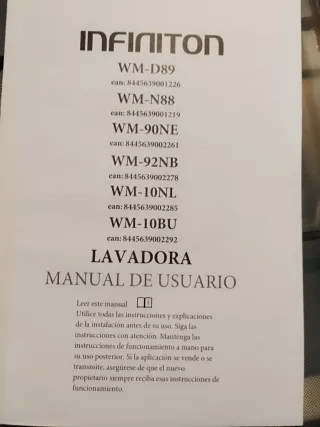 INFINITON
WM-D89
ean: 8445639001226
WM-N88
ean: 8445639001219
WM-90NE
ean: 8445639002261
WM-92NB
ean: 8445639002278
WM-10NL
ean: 8445639002285
WM-10BU
ean: 8445639002292
LAVADORA
MANUAL DE USUARIO
Leer este manual
Utilice todas las instrucciones y explicaciones
de la instalación antes de su uso. Siga las
instrucciones con atención. Mantenga las
instrucciones de funcionamiento a mano para
su uso posterior. Si la aplicación se vende o se
transmite, asegúrese de que el nuevo
propietario siempre reciba esas instrucciones de
funcionamiento.